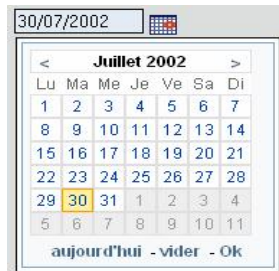 30/07/2002
< Juillet 2002 >
Lu Ma Me Je Ve Sa Di
1 2 3 4 5 6 7
8 9 10 11 12 13 14
15 16 17 18 19 20 21
22 23 24 25 26 27 28
29 30 31 1 2 3 4
5 6 7 8 9 10 11
aujourd'hui - vider - Ok